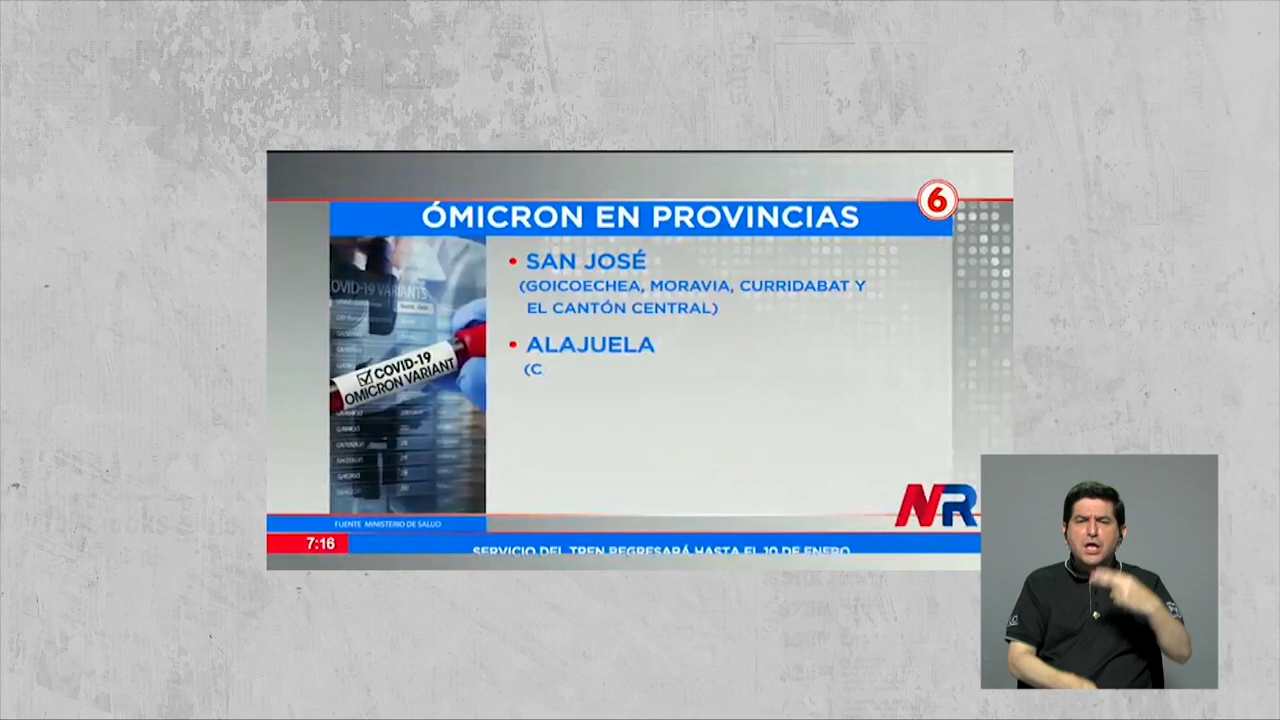 6
ÓMICRON EN PROVINCIAS
• SAN JOSÉ
(GOICOECHEA, MORAVIA, CURRIDABAT Y
EL CANTÓN CENTRAL)
• ALAJUELA
(C
COVID-19 VARIANTS
COVID-19
OMICRON VARIANT
NR
FUENTE MINISTERIO DE SALUD
7:16
SERVICIO DEL TREN REGRESARÁ HASTA EL 10 DE ENERO